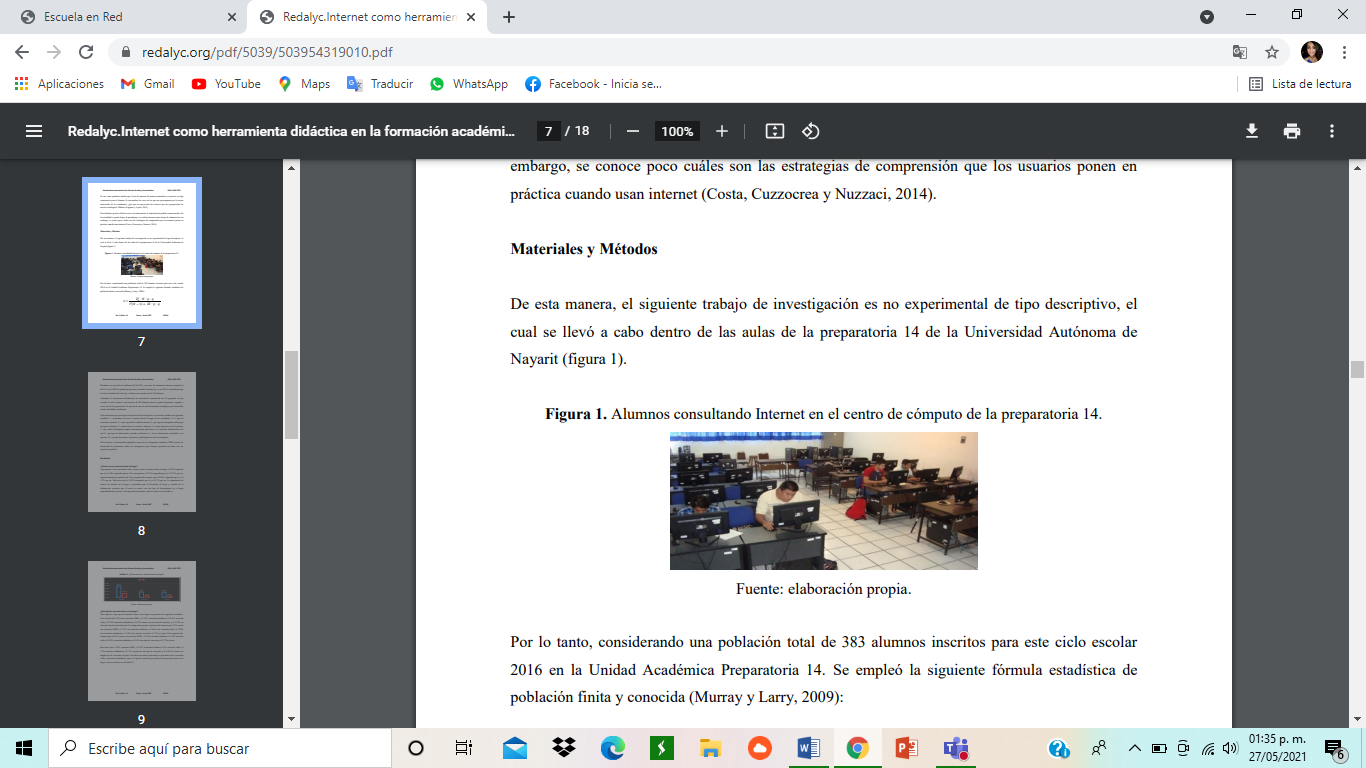 Escuela en Red
Redalyc.Internet como herramien
redalyc.org/pdf/5039/503954319010.pdf
Aplicaciones Gmail YouTube Maps Traducir WhatsApp Facebook - Inicia se... Lista de lectura
Redalyc.Internet como herramienta didáctica en la formación académi... 7 / 18 100%
embargo, se conoce poco cuáles son las estrategias de comprensión que los usuarios ponen en
práctica cuando usan internet (Costa, Cuzzocrea y Nuzzaci, 2014).
Materiales y Métodos
De esta manera, el siguiente trabajo de investigación es no experimental de tipo descriptivo, el
cual se llevó a cabo dentro de las aulas de la preparatoria 14 de la Universidad Autónoma de
Nayarit (figura 1).
Figura 1. Alumnos consultando Internet en el centro de cómputo de la preparatoria 14.
Fuente: elaboración propia.
Por lo tanto, considerando una población total de 383 alumnos inscritos para este ciclo escolar
2016 en la Unidad Académica Preparatoria 14. Se empleó la siguiente fórmula estadística de
población finita y conocida (Murray y Larry, 2009):
7
8
9
Escribe aquí para buscar
01:35 p. m.
27/05/2021
6